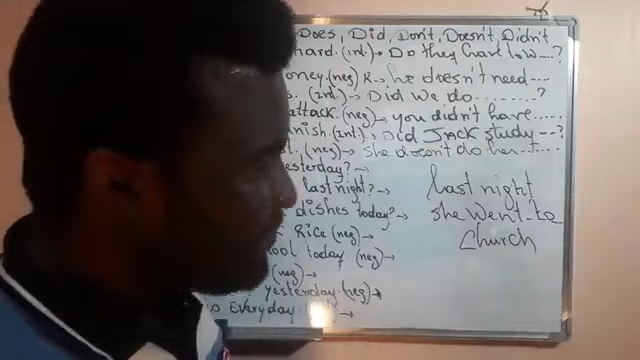 Does, Did, Don't, Doesn't, Didn't
hard. (int.) → Do they have low ...?
oney. (neg) R → he doesn't need....
s. (int.) → Did We do........?
attack. (neg) → you didn't have.....
nish. (int.) → Did JACK study --?
(neg) → she doesn't do her.....
esterday? →
last night? →
dishes today? →
RICE (neg) →
ool today. (neg) →
(neg) →
yesterday. (neg) →
is Everyday. →
last night
she went to
Church